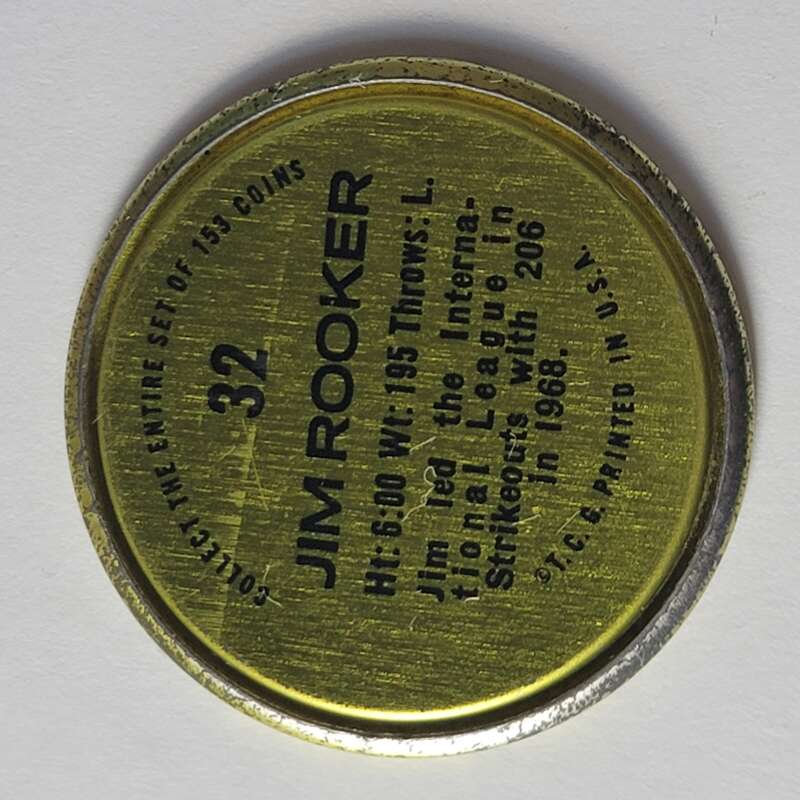 COLLECT THE ENTIRE SET OF 153 COINS
32
JIM ROOKER
Ht: 6:00 Wt: 195 Throws: L.
Jim led the Interna-
tional League in
Strikeouts with 206
in 1968.
©T. C. G. PRINTED IN U.S.A.